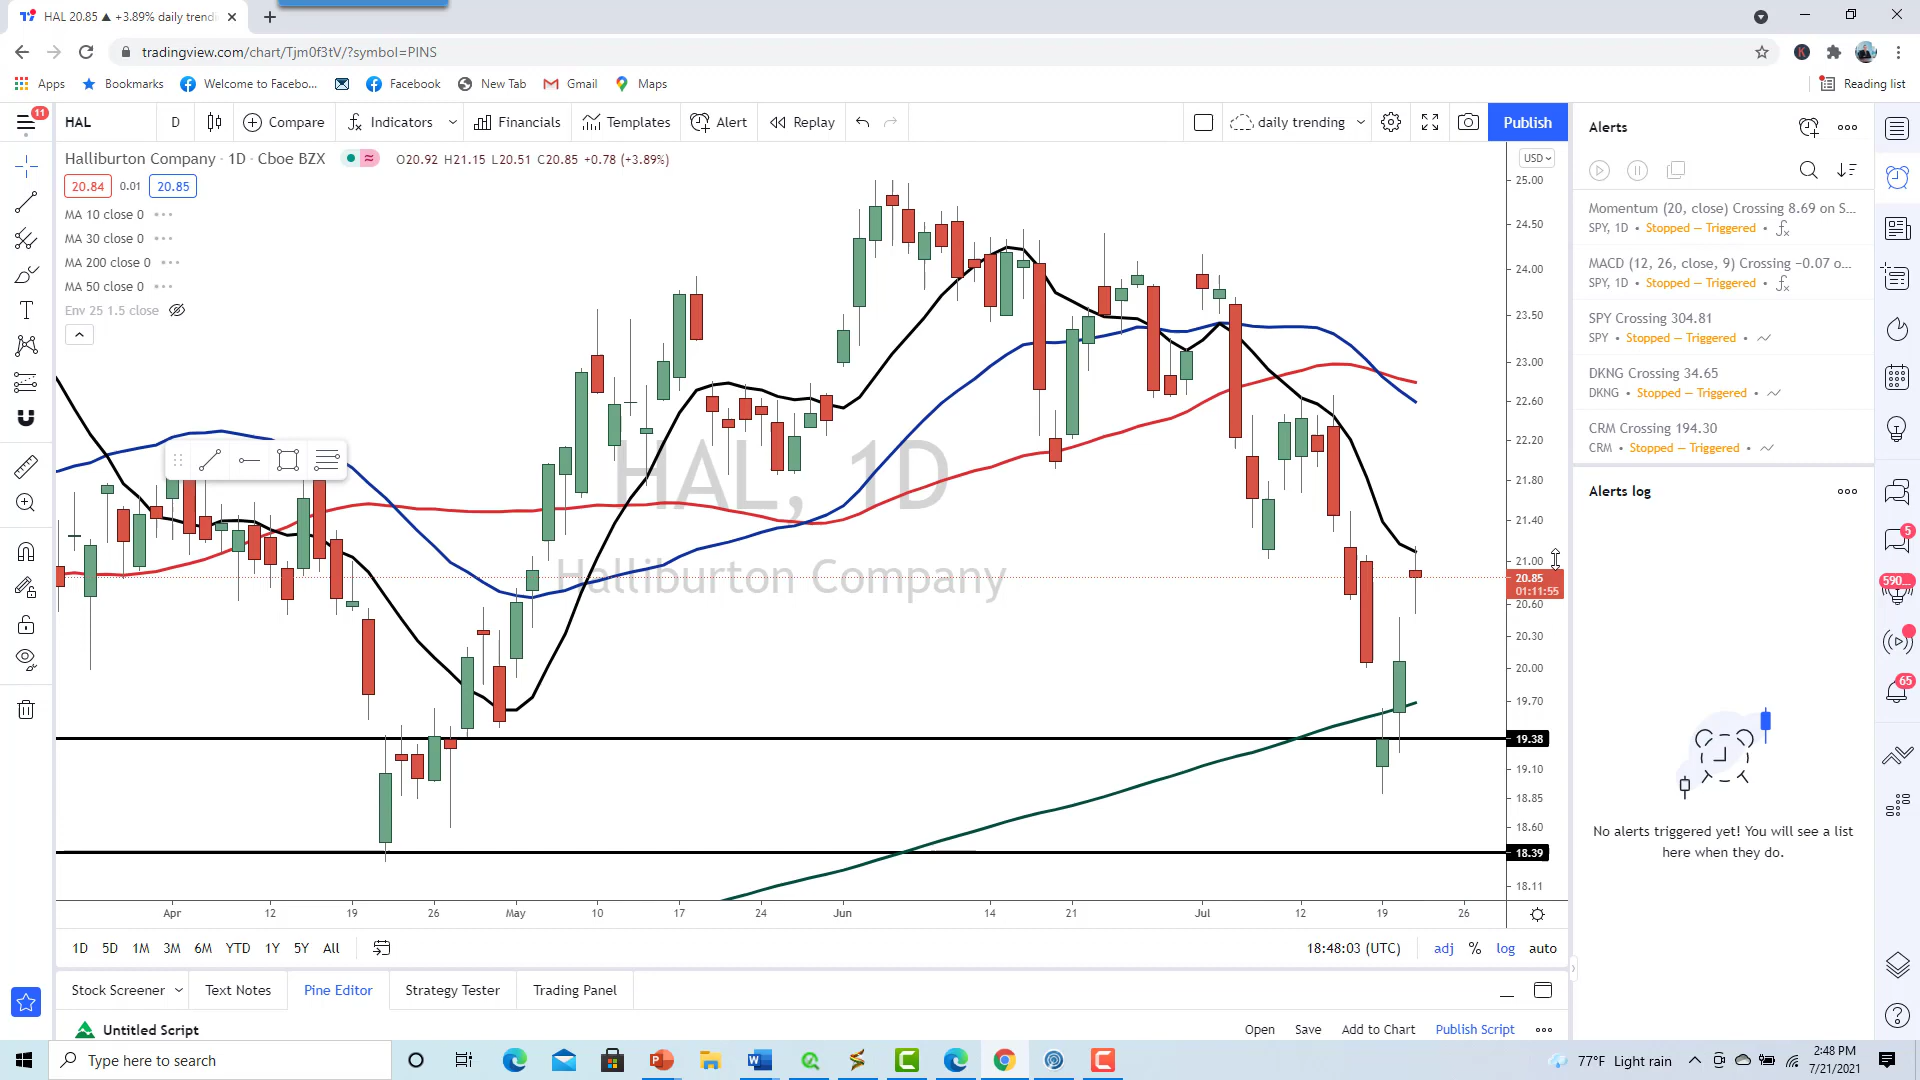 HAL 20.85 ▲ +3.89% daily trendi
tradingview.com/chart/Tjm0f3tV/?symbol=PINS
Apps Bookmarks Welcome to Facebo... Facebook New Tab Gmail Maps Reading list
11
HAL D Compare Indicators Financials Templates Alert Replay daily trending Publish
Halliburton Company · 1D · Cboe BZX O20.92 H21.15 L20.51 C20.85 +0.78 (+3.89%)
20.84 0.01 20.85
MA 10 close 0
MA 30 close 0
MA 200 close 0
MA 50 close 0
Env 25 1.5 close
HAL, 1D
Halliburton Company
USD
25.00
24.50
24.00
23.50
23.00
22.60
22.20
21.80
21.40
21.00
20.85
01:11:55
20.60
20.30
20.00
19.70
19.38
19.10
18.85
18.60
18.39
18.11
Apr 12 19 26 May 10 17 24 Jun 14 21 Jul 12 19 26
1D 5D 1M 3M 6M YTD 1Y 5Y All 18:48:03 (UTC) adj % log auto
Stock Screener Text Notes Pine Editor Strategy Tester Trading Panel
Untitled Script Open Save Add to Chart Publish Script
Alerts
Momentum (20, close) Crossing 8.69 on S...
SPY, 1D • Stopped — Triggered •
MACD (12, 26, close, 9) Crossing −0.07 o...
SPY, 1D • Stopped — Triggered •
SPY Crossing 304.81
SPY • Stopped — Triggered •
DKNG Crossing 34.65
DKNG • Stopped — Triggered •
CRM Crossing 194.30
CRM • Stopped — Triggered •
Alerts log
No alerts triggered yet! You will see a list
here when they do.
5
590...
65
Type here to search 77°F Light rain 2:48 PM
7/21/2021